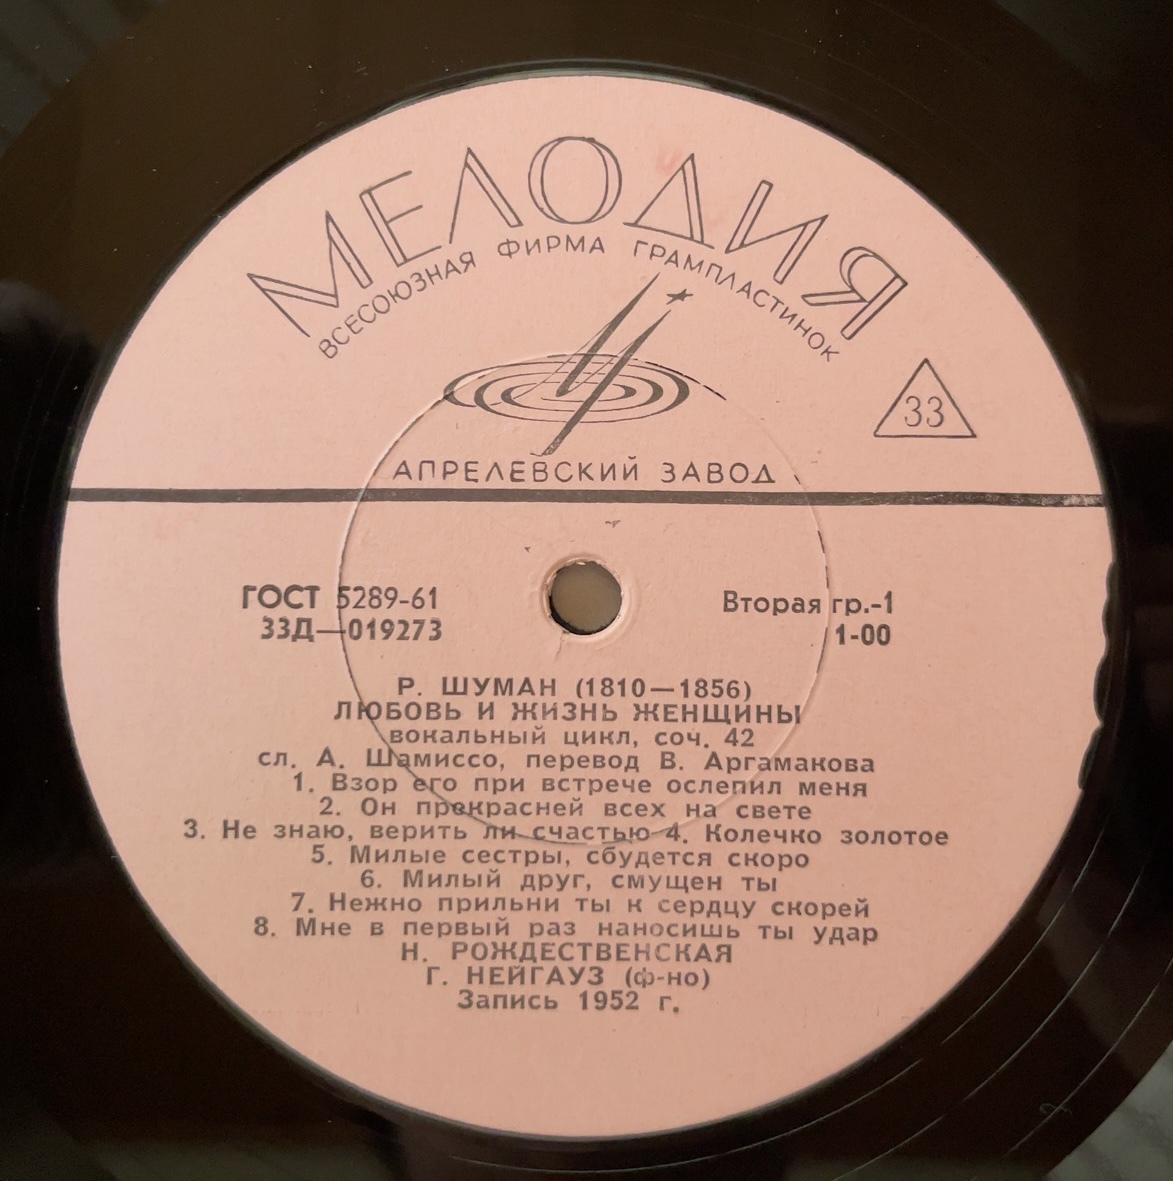 МЕЛОДИЯ
ВСЕСОЮЗНАЯ ФИРМА ГРАМПЛАСТИНОК
33
АПРЕЛЕВСКИЙ ЗАВОД
ГОСТ 5289-61
33Д—019273
Вторая гр.-1
1-00
Р. ШУМАН (1810—1856)
ЛЮБОВЬ И ЖИЗНЬ ЖЕНЩИНЫ
вокальный цикл, соч. 42
сл. А. Шамиссо, перевод В. Аргамакова
1. Взор его при встрече ослепил меня
2. Он прекрасней всех на свете
3. Не знаю, верить ли счастью 4. Колечко золотое
5. Милые сестры, сбудется скоро
6. Милый друг, смущен ты
7. Нежно прильни ты к сердцу скорей
8. Мне в первый раз наносишь ты удар
Н. РОЖДЕСТВЕНСКАЯ
Г. НЕЙГАУЗ (ф-но)
Запись 1952 г.